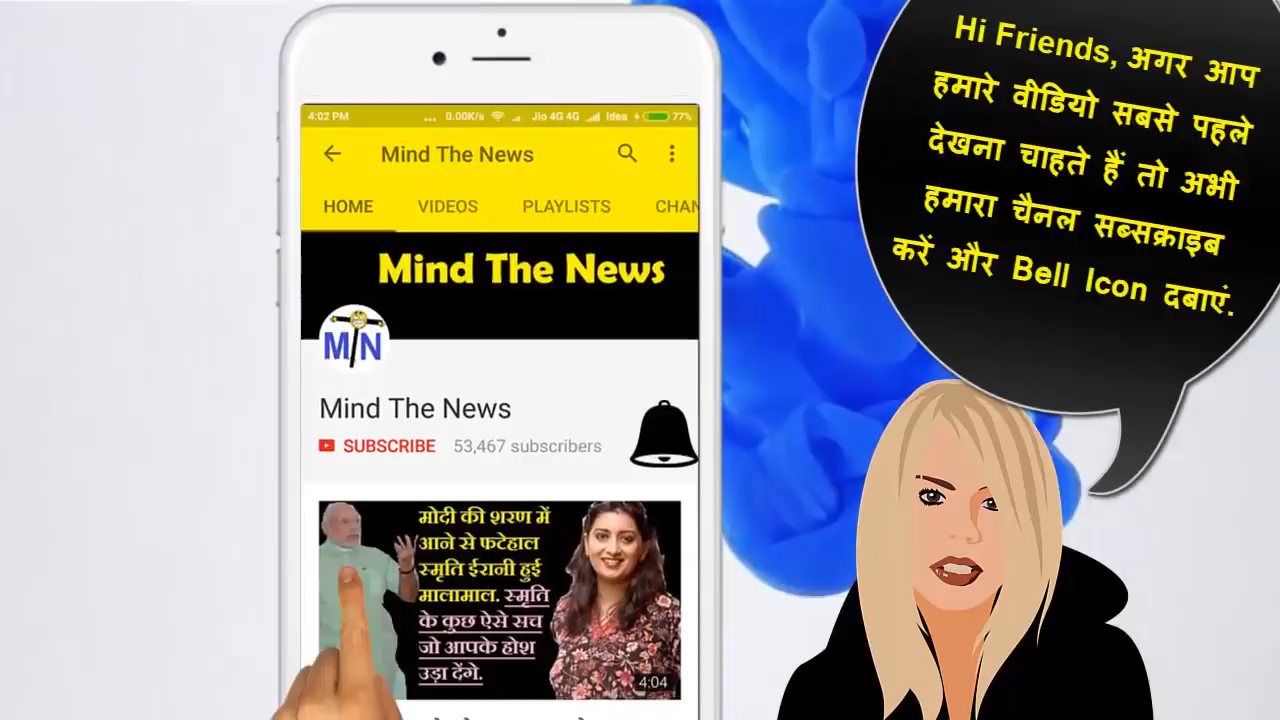 4:02 PM ... 0.00K/s Jio 4G 4G Idea 77%
Mind The News
HOME VIDEOS PLAYLISTS CHAN
Mind The News
MN
Mind The News
SUBSCRIBE 53,467 subscribers
मोदी की शरण में
आने से फटेहाल
स्मृति ईरानी हुई
मालामाल. स्मृति
के कुछ ऐसे सच
जो आपके होश
उड़ा देंगे.
4:04
Hi Friends, अगर आप
हमारे वीडियो सबसे पहले
देखना चाहते हैं तो अभी
हमारा चैनल सब्सक्राइब
करें और Bell Icon दबाएं.